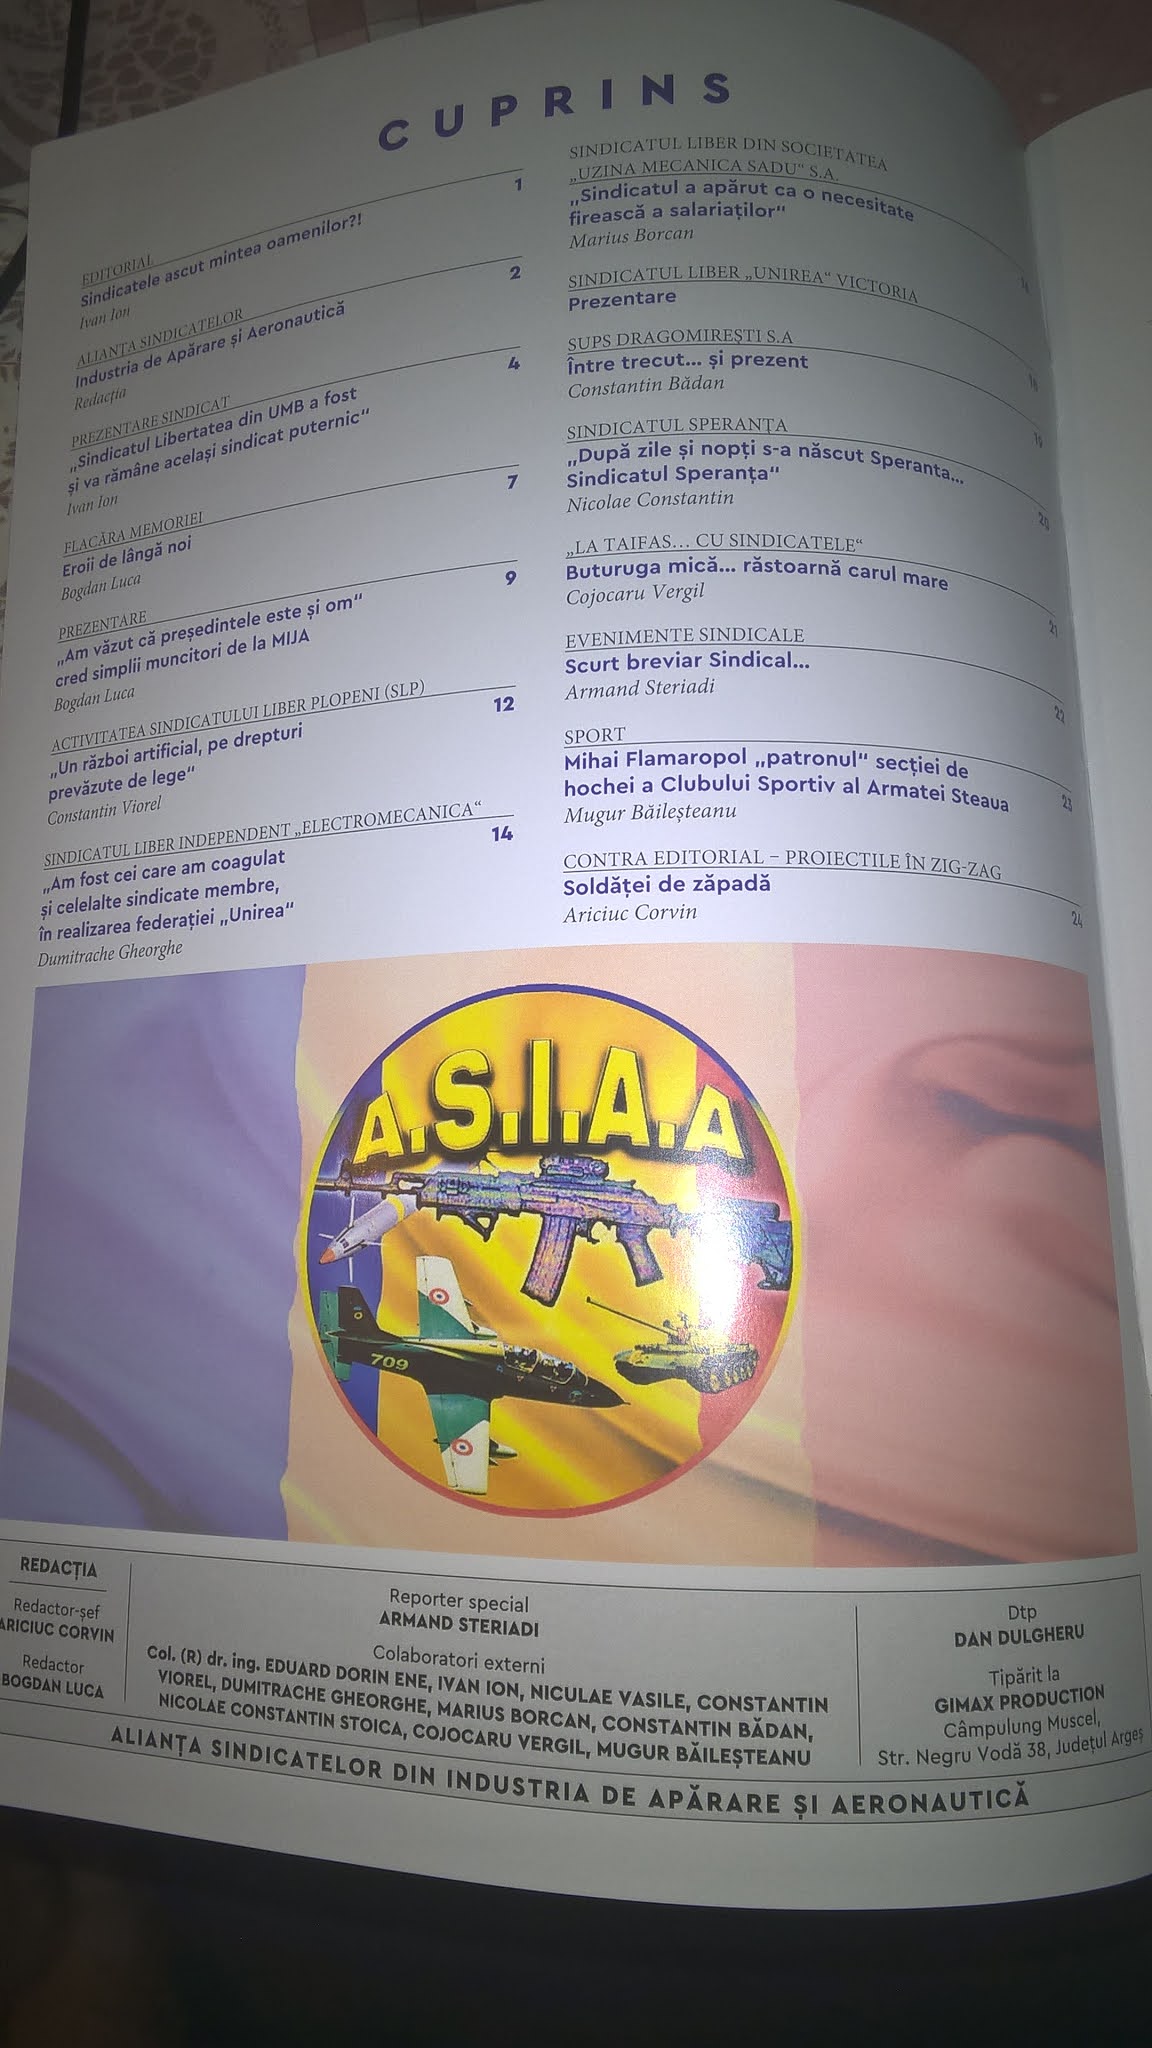 CUPRINS
1
EDITORIAL
Sindicatele ascut mintea oamenilor?!
Ivan Ion
2
ALIANȚA SINDICATELOR
Industria de Apărare și Aeronautică
Redacția
4
PREZENTARE SINDICAT
„Sindicatul Libertatea din UMB a fost
și va rămâne același sindicat puternic“
Ivan Ion
7
FLACĂRA MEMORIEI
Eroii de lângă noi
Bogdan Luca
9
PREZENTARE
„Am văzut că președintele este și om“
cred simplii muncitori de la MIJA
Bogdan Luca
ACTIVITATEA SINDICATULUI LIBER PLOPENI (SLP)
12
„Un război artificial, pe drepturi
prevăzute de lege“
Constantin Viorel
SINDICATUL LIBER INDEPENDENT „ELECTROMECANICA“
14
„Am fost cei care am coagulat
și celelalte sindicate membre,
în realizarea federației „Unirea“
Dumitrache Gheorghe
SINDICATUL LIBER DIN SOCIETATEA
„UZINA MECANICA SADU“ S.A.
„Sindicatul a apărut ca o necesitate
firească a salariaților“
Marius Borcan
16
SINDICATUL LIBER „UNIREA“ VICTORIA
Prezentare
18
SUPS DRAGOMIREȘTI S.A
Între trecut... și prezent
Constantin Bădan
19
SINDICATUL SPERANȚA
„După zile și nopți s-a născut Speranta...
Sindicatul Speranța“
Nicolae Constantin
20
„LA TAIFAS... CU SINDICATELE“
Buturuga mică... răstoarnă carul mare
Cojocaru Vergil
21
EVENIMENTE SINDICALE
Scurt breviar Sindical...
Armand Steriadi
22
SPORT
Mihai Flamaropol „patronul“ secției de
hochei a Clubului Sportiv al Armatei Steaua
Mugur Băileșteanu
23
CONTRA EDITORIAL – PROIECTILE ÎN ZIG-ZAG
Soldăței de zăpadă
Ariciuc Corvin
24
A.S.I.A.A
709
REDACȚIA
Redactor-șef
ARICIUC CORVIN
Redactor
BOGDAN LUCA
Reporter special
ARMAND STERIADI
Colaboratori externi
Col. (R) dr. ing. EDUARD DORIN ENE, IVAN ION, NICULAE VASILE, CONSTANTIN
VIOREL, DUMITRACHE GHEORGHE, MARIUS BORCAN, CONSTANTIN BĂDAN,
NICOLAE CONSTANTIN STOICA, COJOCARU VERGIL, MUGUR BĂILEȘTEANU
Dtp
DAN DULGHERU
Tipărit la
GIMAX PRODUCTION
Câmpulung Muscel,
Str. Negru Vodă 38, Județul Argeș
ALIANȚA SINDICATELOR DIN INDUSTRIA DE APĂRARE ȘI AERONAUTICĂ